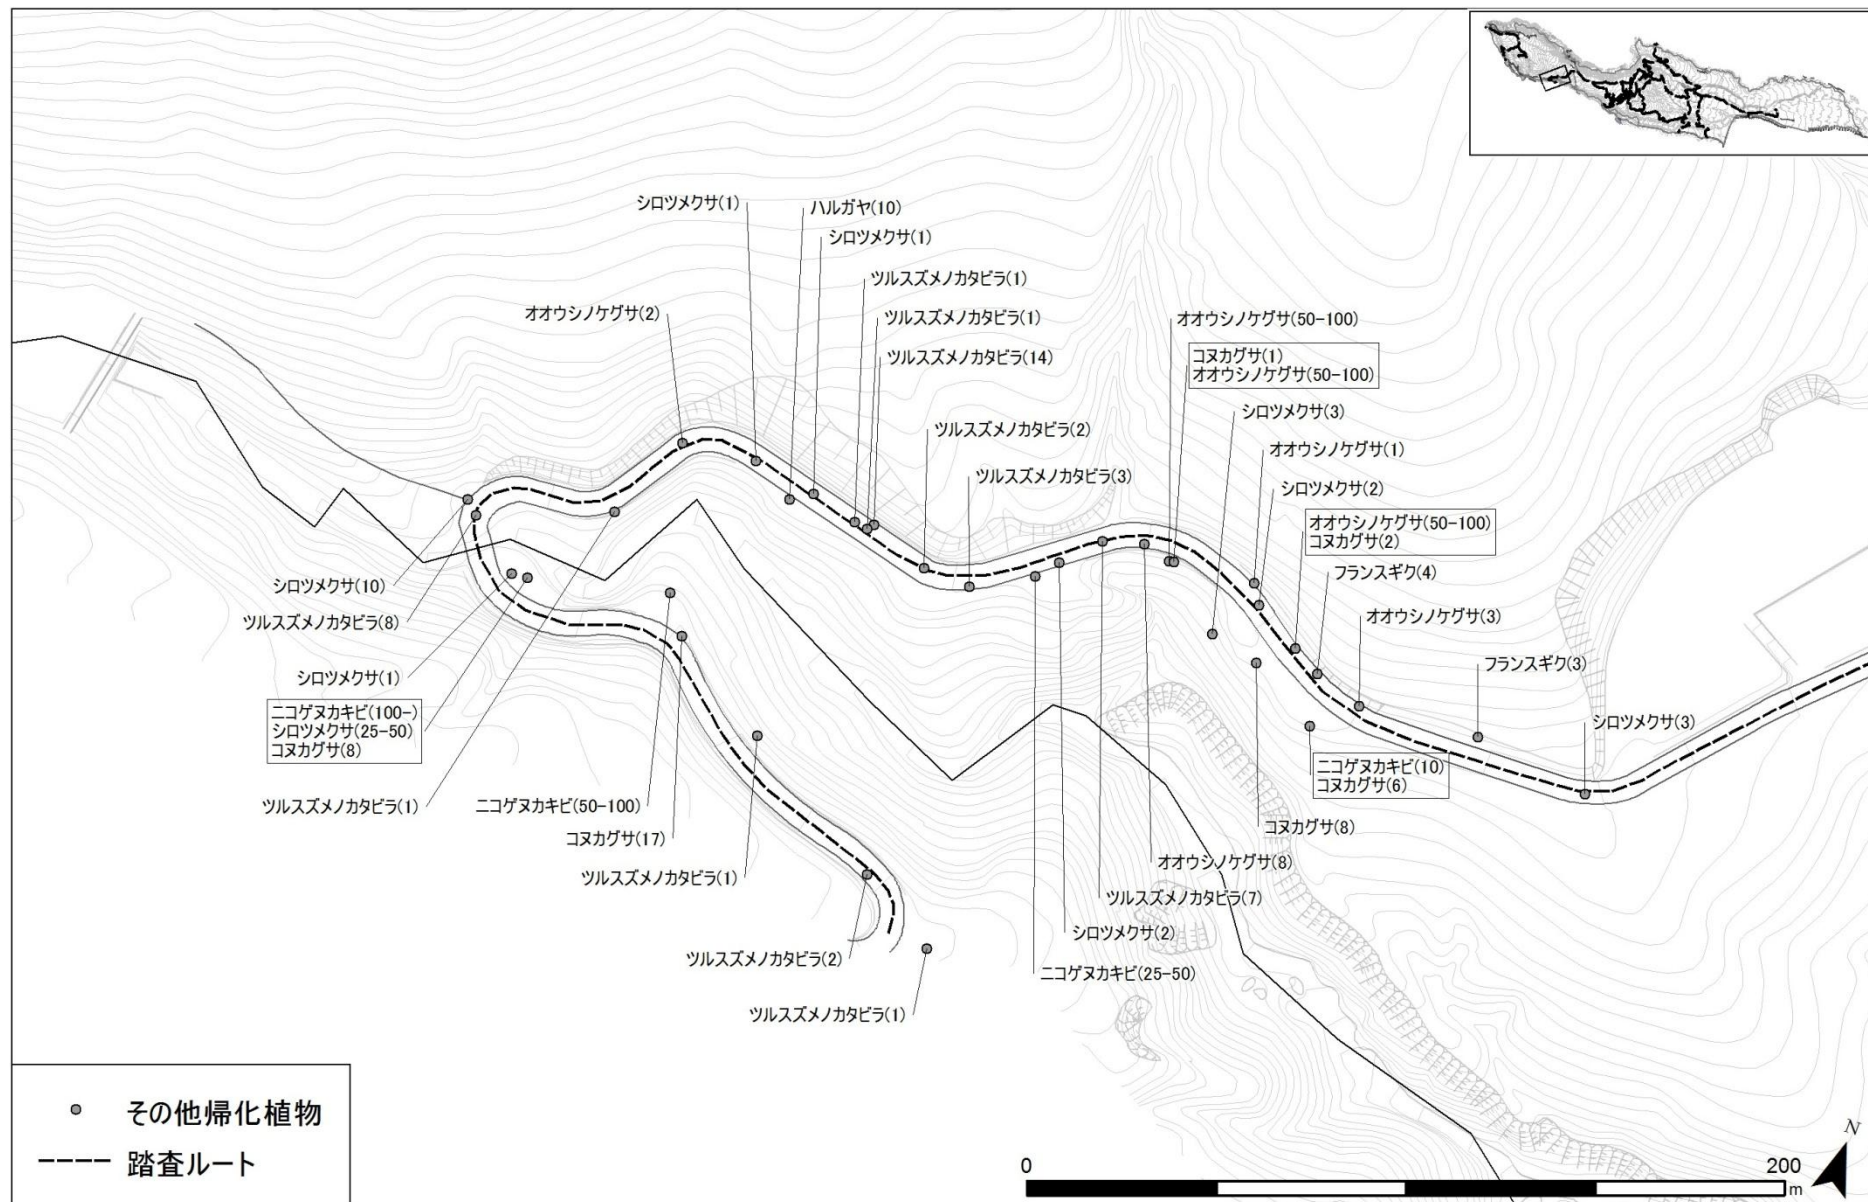 シロツメクサ(1)
ハルガヤ(10)
シロツメクサ(1)
ツルスズメノカタビラ(1)
オオウシノケグサ(2)
ツルスズメノカタビラ(1)
オオウシノケグサ(50-100)
ツルスズメノカタビラ(14)
コヌカグサ(1)
オオウシノケグサ(50-100)
シロツメクサ(3)
ツルスズメノカタビラ(2)
オオウシノケグサ(1)
ツルスズメノカタビラ(3)
シロツメクサ(2)
オオウシノケグサ(50-100)
コヌカグサ(2)
フランスギク(4)
シロツメクサ(10)
オオウシノケグサ(3)
ツルスズメノカタビラ(8)
フランスギク(3)
シロツメクサ(1)
ニコゲヌカキビ(100-)
シロツメクサ(25-50)
コヌカグサ(8)
シロツメクサ(3)
ニコゲヌカキビ(10)
コヌカグサ(6)
ツルスズメノカタビラ(1)
ニコゲヌカキビ(50-100)
コヌカグサ(8)
コヌカグサ(17)
オオウシノケグサ(8)
ツルスズメノカタビラ(1)
ツルスズメノカタビラ(7)
シロツメクサ(2)
ツルスズメノカタビラ(2)
ニコゲヌカキビ(25-50)
ツルスズメノカタビラ(1)
その他帰化植物
踏査ルート
0
200
m
N